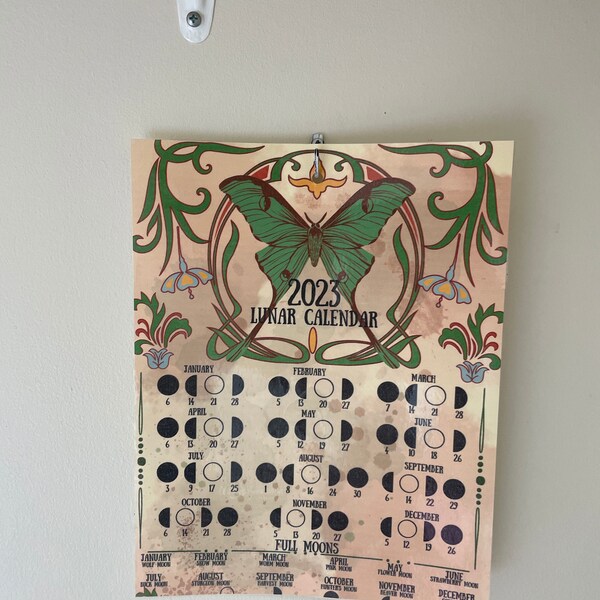 2023
LUNAR CALENDAR
JANUARY FEBRUARY MARCH
6 14 21 28 5 13 20 27 7 14 21 28
APRIL MAY JUNE
6 13 20 27 5 12 19 27 4 10 18 26
JULY AUGUST SEPTEMBER
3 9 17 25 1 8 16 24 30 6 14 22 29
OCTOBER NOVEMBER DECEMBER
6 14 21 28 5 13 20 27 5 12 19 26
FULL MOONS
JANUARY FEBRUARY MARCH APRIL MAY JUNE
WOLF MOON SNOW MOON WORM MOON PINK MOON FLOWER MOON STRAWBERRY MOON
JULY AUGUST SEPTEMBER OCTOBER NOVEMBER DECEMBER
BUCK MOON STURGEON MOON HARVEST MOON HUNTER'S MOON BEAVER MOON